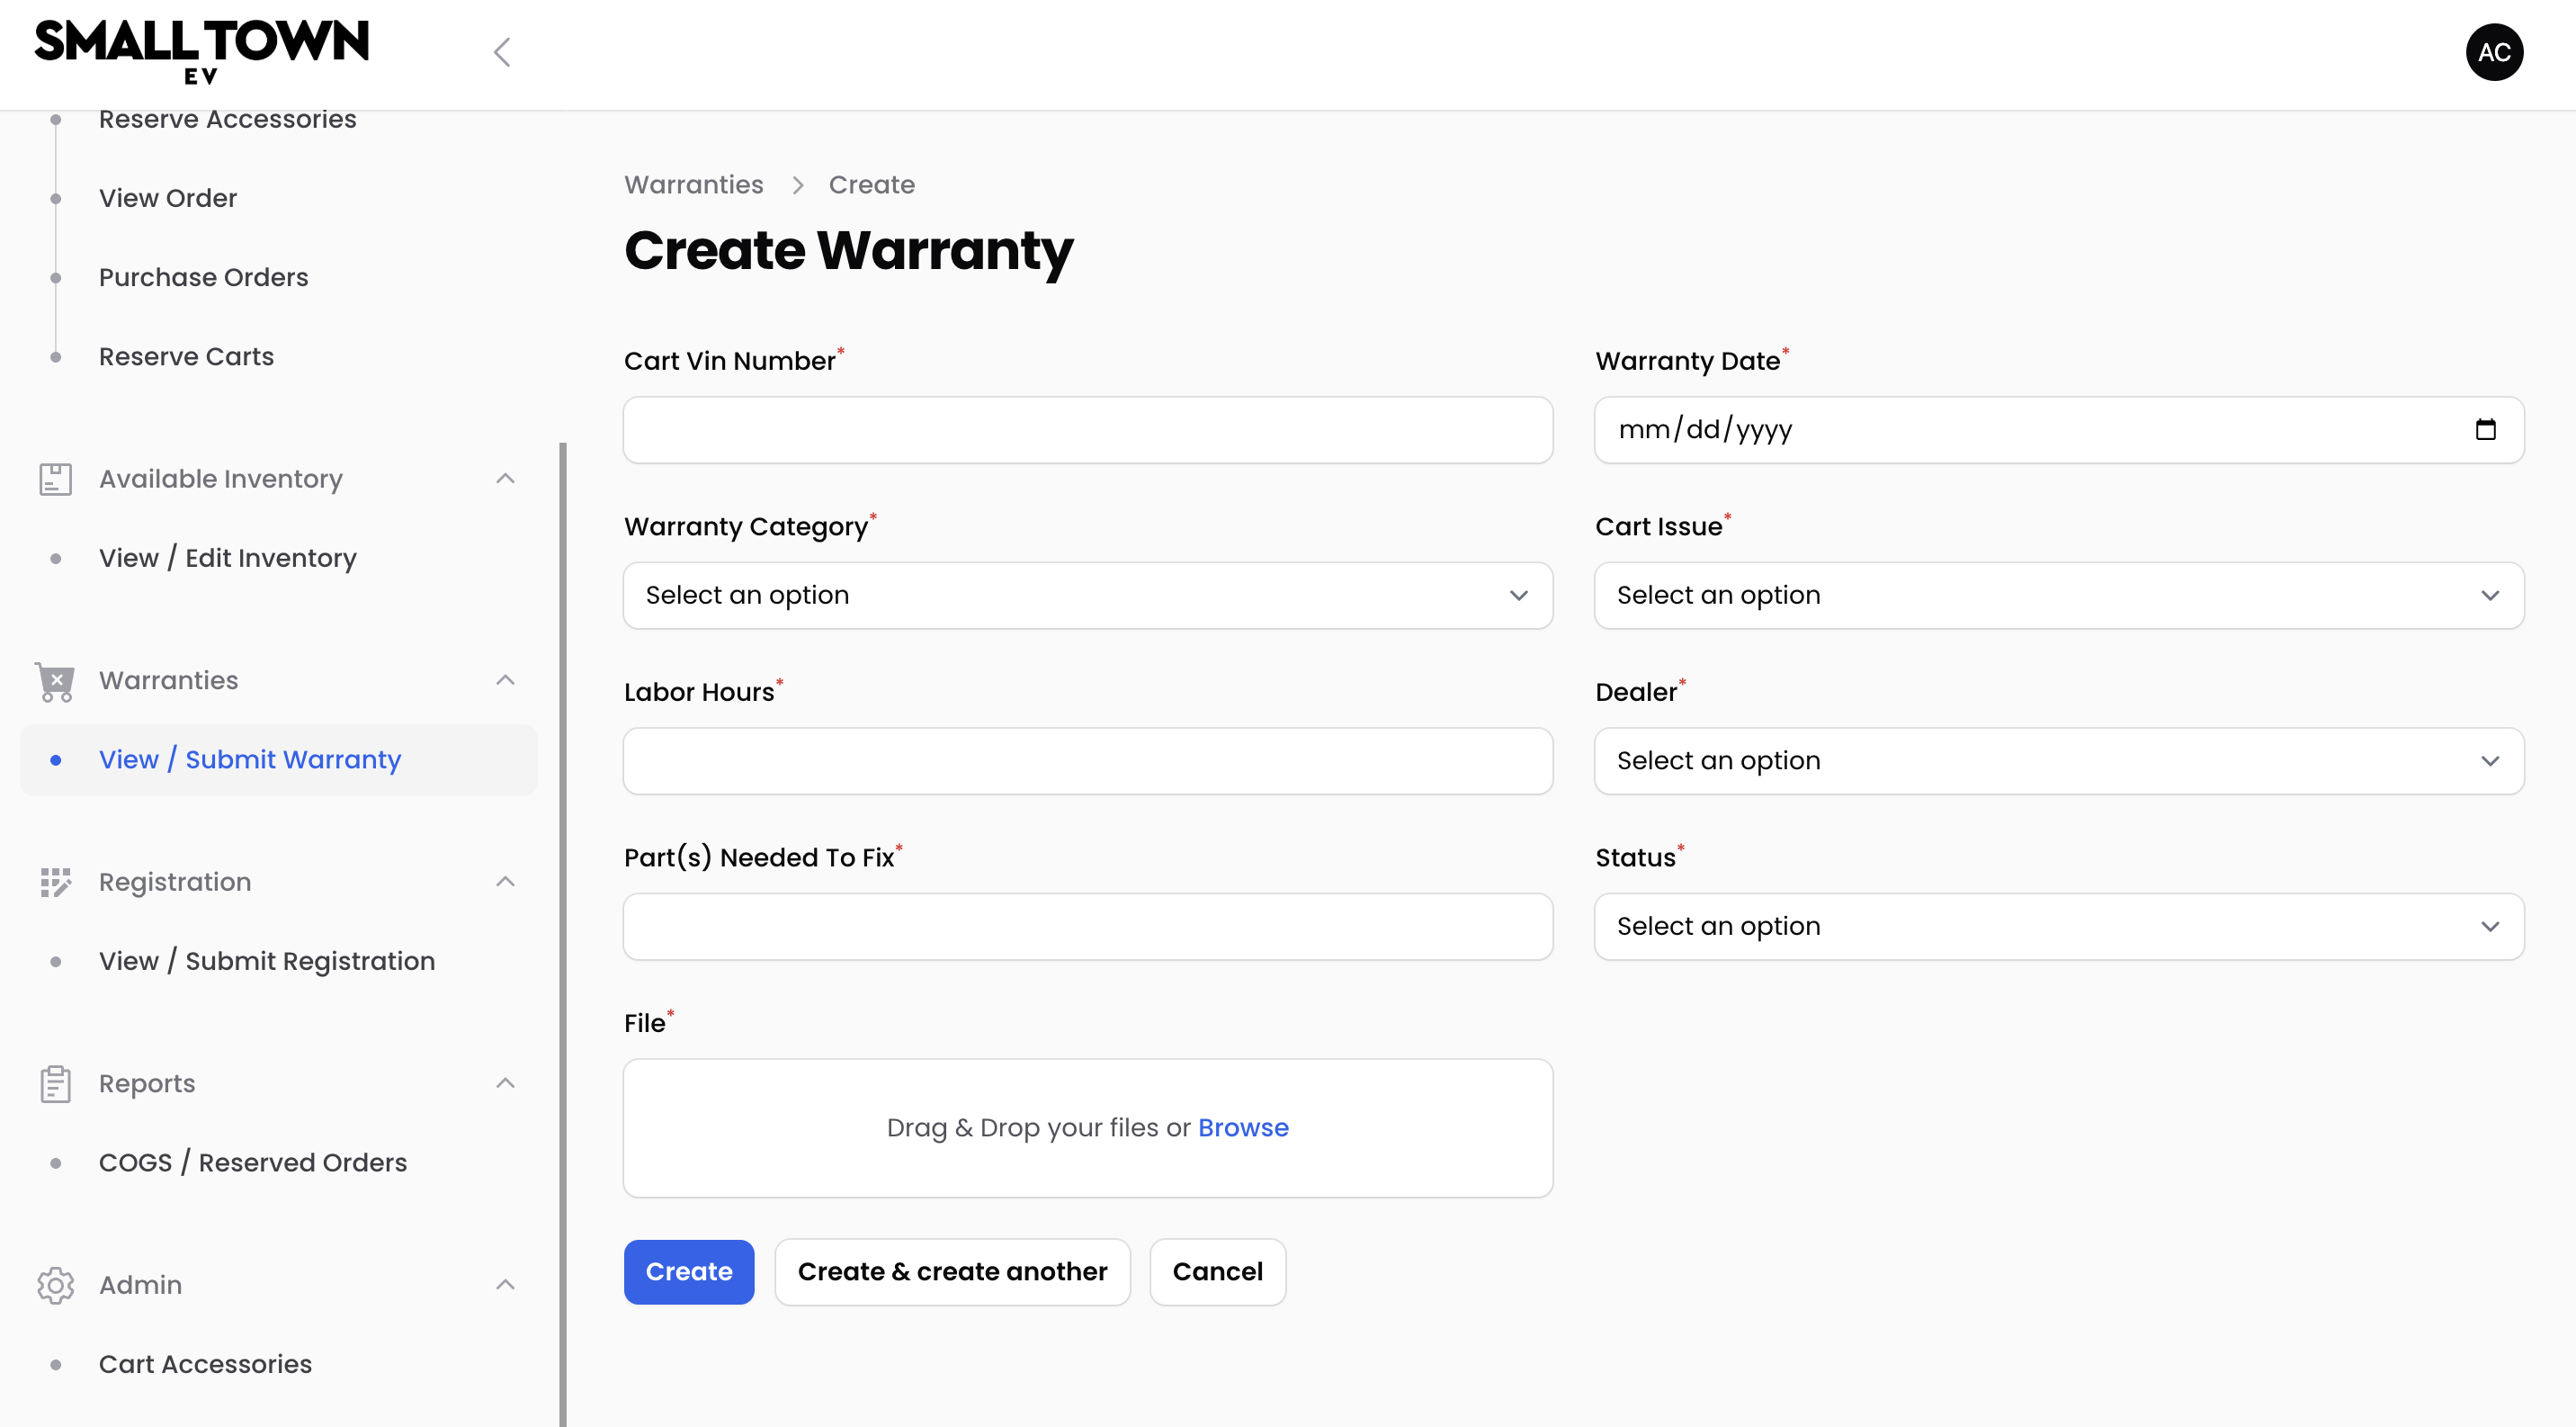 SMALL TOWN
EV
AC
Reserve Accessories
View Order
Purchase Orders
Reserve Carts
Available Inventory
View / Edit Inventory
Warranties
View / Submit Warranty
Registration
View / Submit Registration
Reports
COGS / Reserved Orders
Admin
Cart Accessories
Warranties > Create
Create Warranty
Cart Vin Number*
Warranty Date*
mm/dd/yyyy
Warranty Category*
Select an option
Cart Issue*
Select an option
Labor Hours*
Dealer*
Select an option
Part(s) Needed To Fix*
Status*
Select an option
File*
Drag & Drop your files or Browse
Create
Create & create another
Cancel